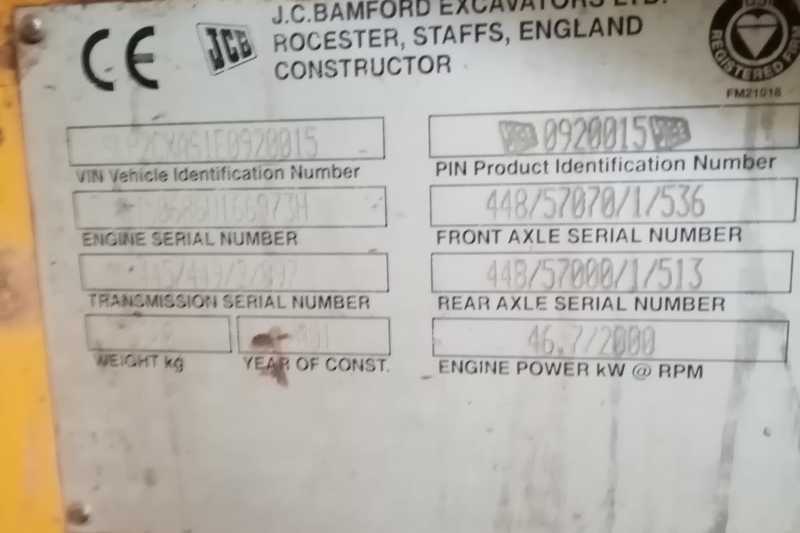 CE JCB J.C.BAMFORD EXCAVATORS LTD.
ROCESTER, STAFFS, ENGLAND
CONSTRUCTOR
REGISTERED FIRM
FM21018
0920015
VIN Vehicle Identification Number
PIN Product Identification Number
448/57070/1/536
ENGINE SERIAL NUMBER
FRONT AXLE SERIAL NUMBER
448/57000/1/513
TRANSMISSION SERIAL NUMBER
REAR AXLE SERIAL NUMBER
46.7/2000
WEIGHT kg
YEAR OF CONST.
ENGINE POWER kW @ RPM